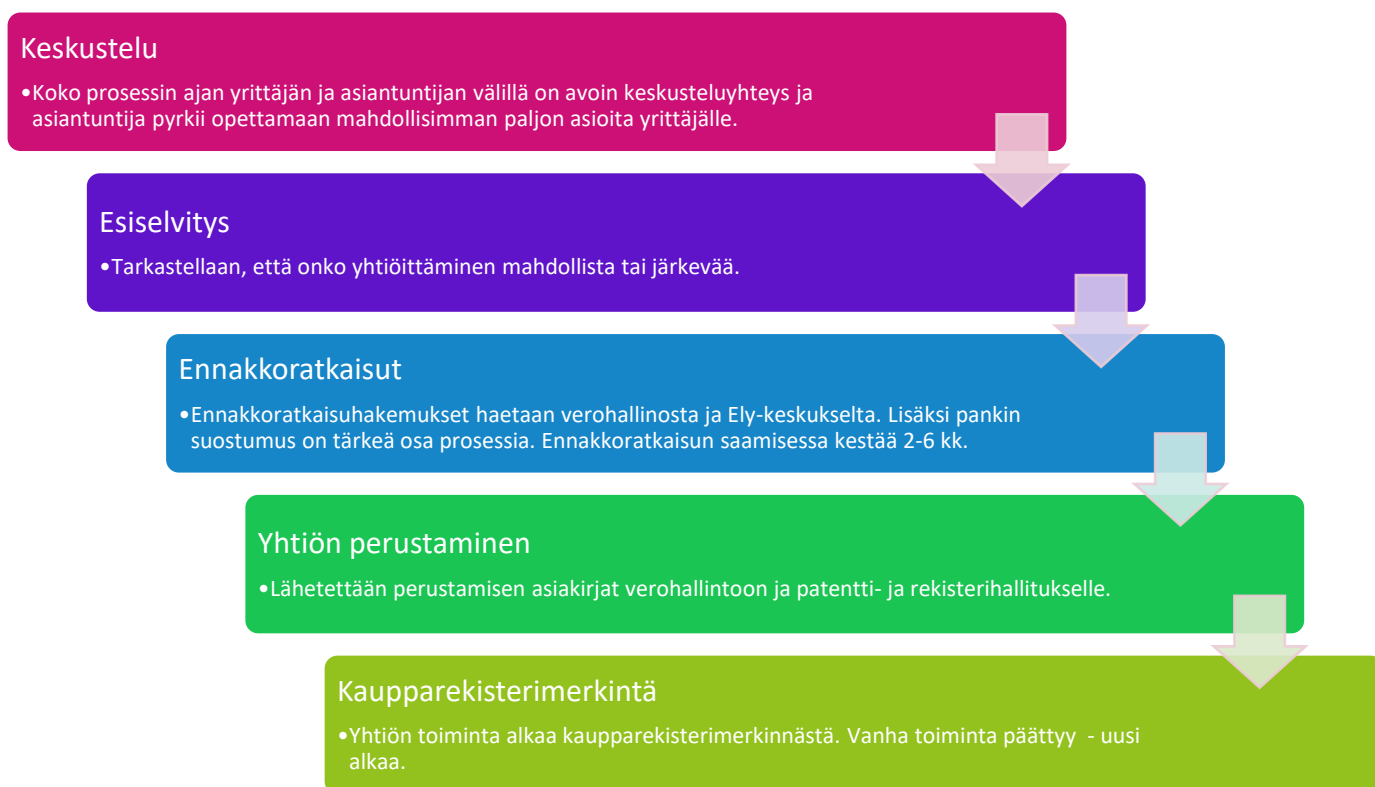 Keskustelu
•Koko prosessin ajan yrittäjän ja asiantuntijan välillä on avoin keskusteluyhteys ja
asiantuntija pyrkii opettamaan mahdollisimman paljon asioita yrittäjälle.
Esiselvitys
•Tarkastellaan, että onko yhtiöittäminen mahdollista tai järkevää.
Ennakkoratkaisut
•Ennakkoratkaisuhakemukset haetaan verohallinosta ja Ely-keskukselta. Lisäksi pankin
suostumus on tärkeä osa prosessia. Ennakkoratkaisun saamisessa kestää 2-6 kk.
Yhtiön perustaminen
•Lähetettään perustamisen asiakirjat verohallintoon ja patentti- ja rekisterihallitukselle.
Kaupparekisterimerkintä
•Yhtiön toiminta alkaa kaupparekisterimerkinnästä. Vanha toiminta päättyy - uusi
alkaa.